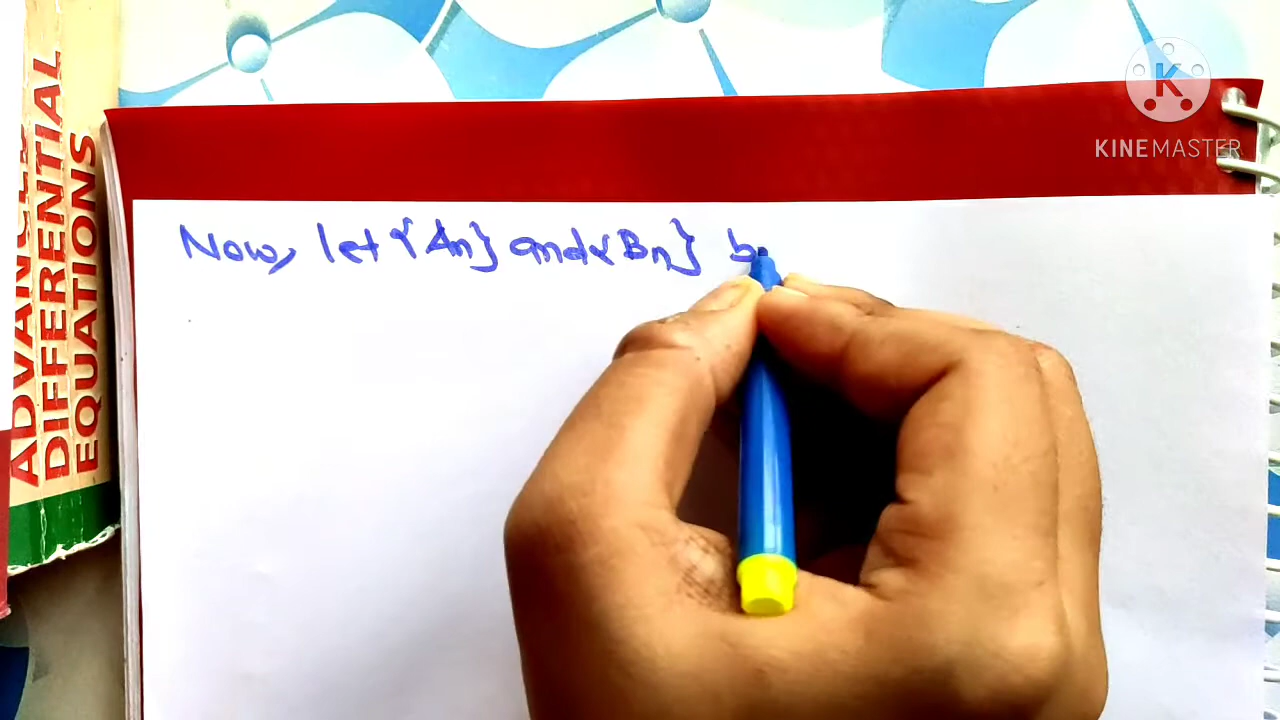 ADVANCED
DIFFERENTIAL
EQUATIONS
K
KINEMASTER
Now, let {An} and {Bn} b